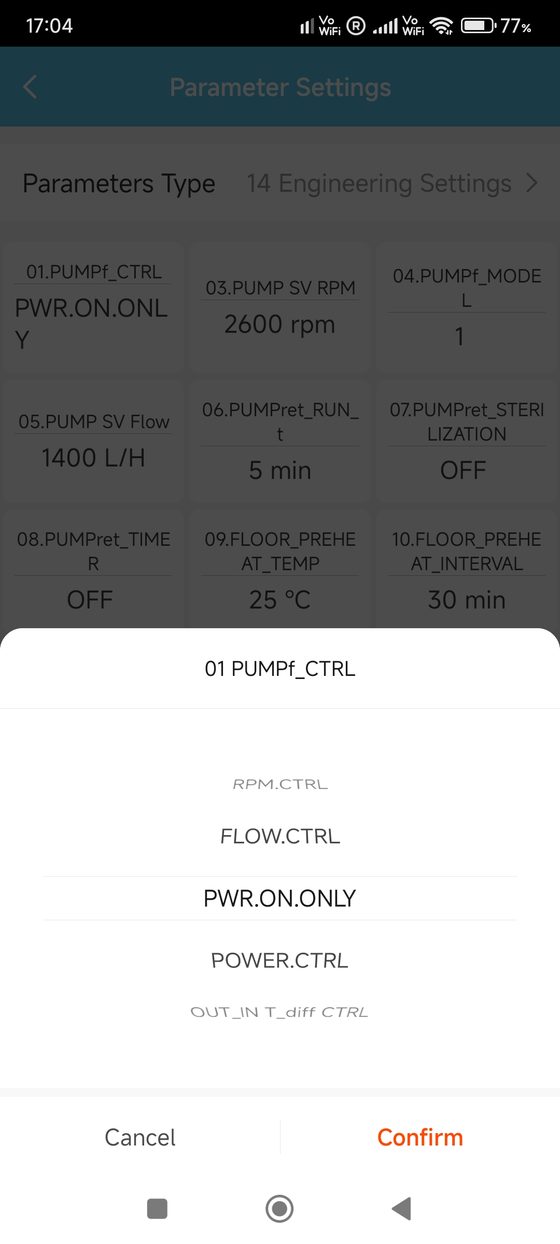 17:04
Vo
WiFi
R
Vo
WiFi
77%
Parameter Settings
Parameters Type
14 Engineering Settings
01.PUMPf_CTRL
PWR.ON.ONL
Y
03.PUMP SV RPM
2600 rpm
04.PUMPf_MODE
L
1
05.PUMP SV Flow
1400 L/H
06.PUMPret_RUN_
t
5 min
07.PUMPret_STERI
LIZATION
OFF
08.PUMPret_TIME
R
OFF
09.FLOOR_PREHE
AT_TEMP
25 °C
10.FLOOR_PREHE
AT_INTERVAL
30 min
01 PUMPf_CTRL
RPM.CTRL
FLOW.CTRL
PWR.ON.ONLY
POWER.CTRL
OUT_IN T_diff CTRL
Cancel
Confirm